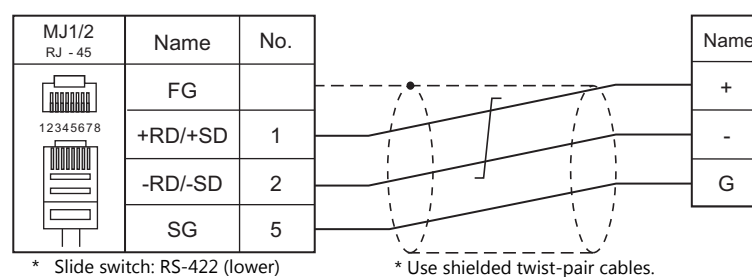 MJ1/2 Name No. Name
RJ - 45
FG
12345678
+RD/+SD 1 +
-RD/-SD 2 -
SG 5 G
* Slide switch: RS-422 (lower) * Use shielded twist-pair cables.